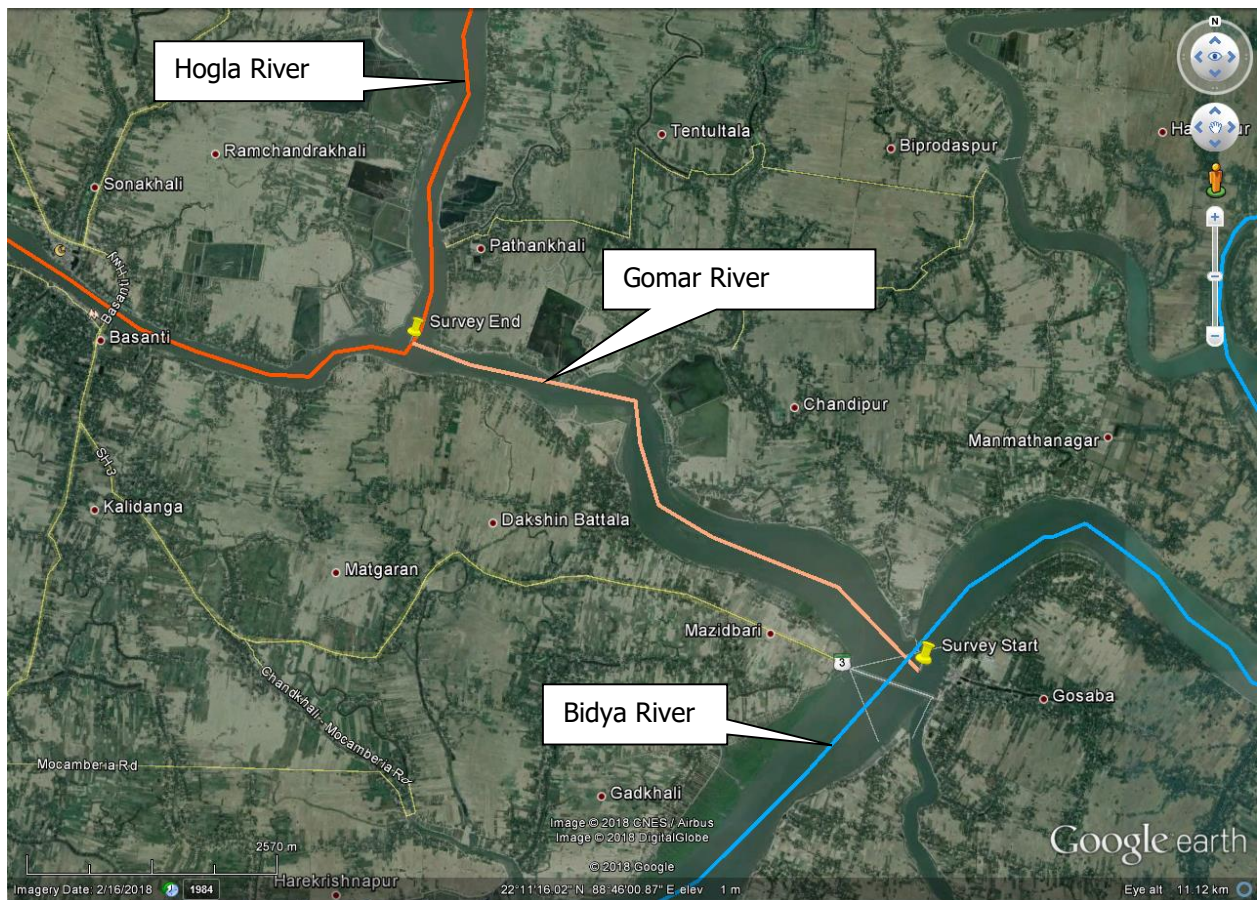 N
Hogla River
Tentultala
Biprodaspur
Ramchandrakhali
Sonakhali
Pathankhali
Basanti Hwy
Gomar River
Survey End
Basanti
Chandipur
Manmathanagar
SH 3
Kalidanga
Dakshin Battala
Matgaran
Mazidbari
3
Survey Start
Gosaba
Bidya River
Chandkhali - Mocamberia Rd
Mocamberia Rd
Gadkhali
Image © 2018 CNES / Airbus
Image © 2018 DigitalGlobe
© 2018 Google
Google earth
2570 m
Harekrishnapur
Imagery Date: 2/16/2018
1984
22°11'16.02" N 88°46'00.87" E elev 1 m
Eye alt 11.12 km